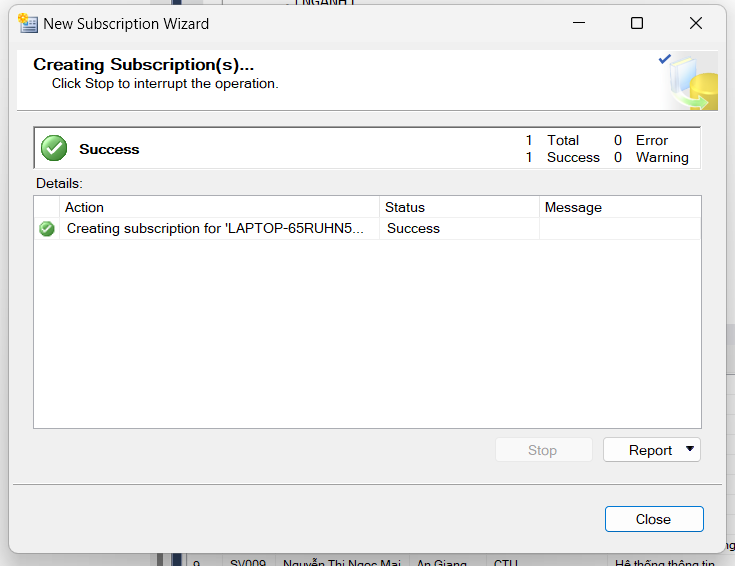 New Subscription Wizard
Creating Subscription(s)...
Click Stop to interrupt the operation.
Success
1 Total 0 Error
1 Success 0 Warning
Details:
Action Status Message
Creating subscription for 'LAPTOP-65RUHN5... Success
Stop Report
Close
9 SV009 Nguyễn Thị Ngọc Mai An Giang CTU Hệ thống thông tin